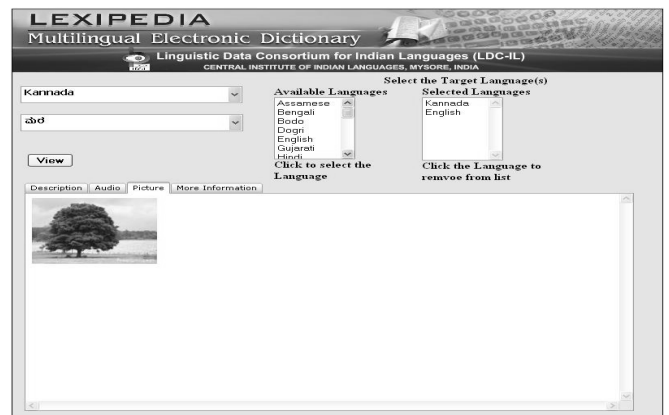 LEXIPEDIA
Multilingual Electronic Dictionary
Linguistic Data Consortium for Indian Languages (LDC-IL)
CENTRAL INSTITUTE OF INDIAN LANGUAGES, MYSORE, INDIA
Select the Target Language(s)
Kannada
Available Languages
Selected Languages
Assamese
Bengali
Bodo
Dogri
English
Gujarati
Hindi
Kannada
English
ಮರ
View
Click to select the
Language
Click the Language to
remvoe from list
Description Audio Picture More Information